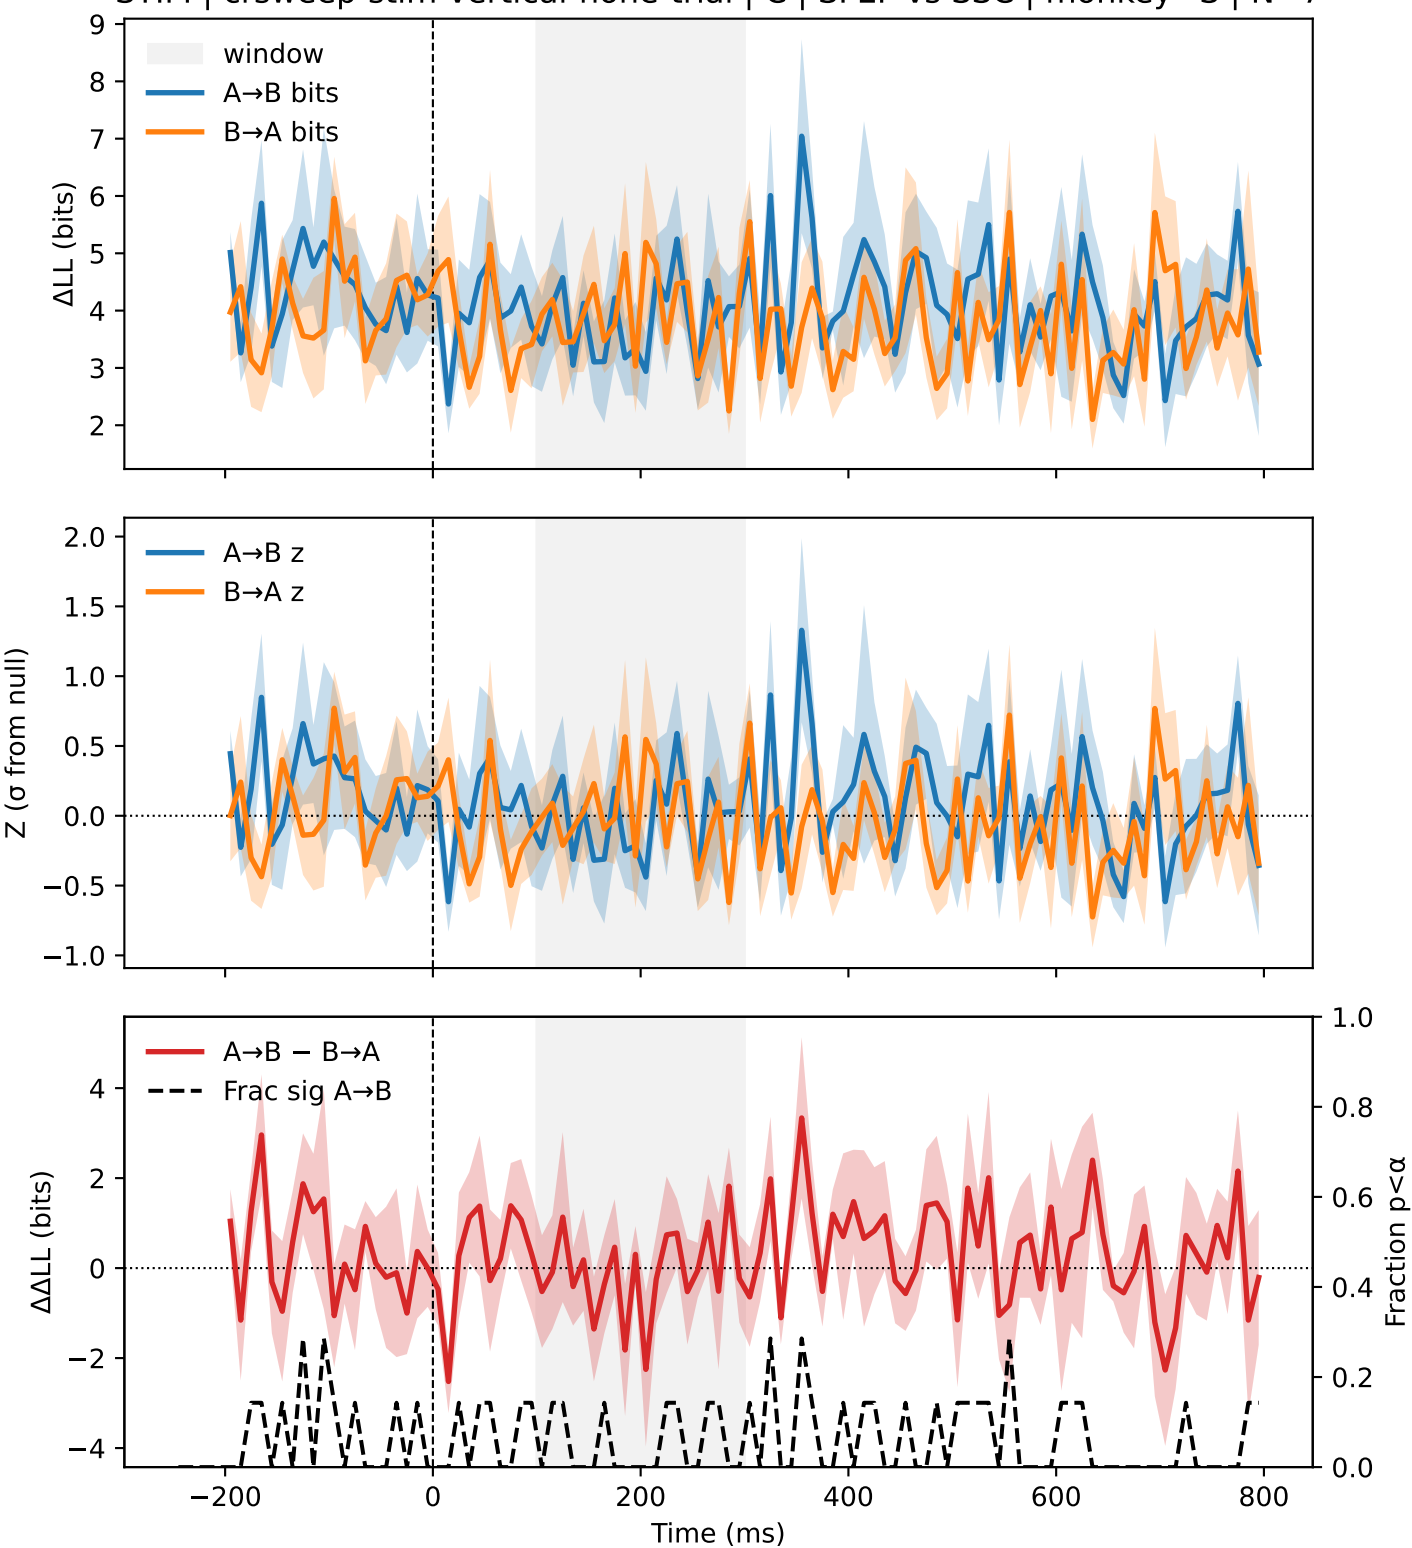 9
window
A→B bits
B→A bits
8
7
6
5
4
3
2
ΔLL (bits)
A→B z
B→A z
2.0
1.5
1.0
0.5
0.0
−0.5
−1.0
Z (σ from null)
A→B − B→A
Frac sig A→B
4
2
0
−2
−4
ΔΔLL (bits)
1.0
0.8
0.6
0.4
0.2
0.0
Fraction p<α
−200 0 200 400 600 800
Time (ms)